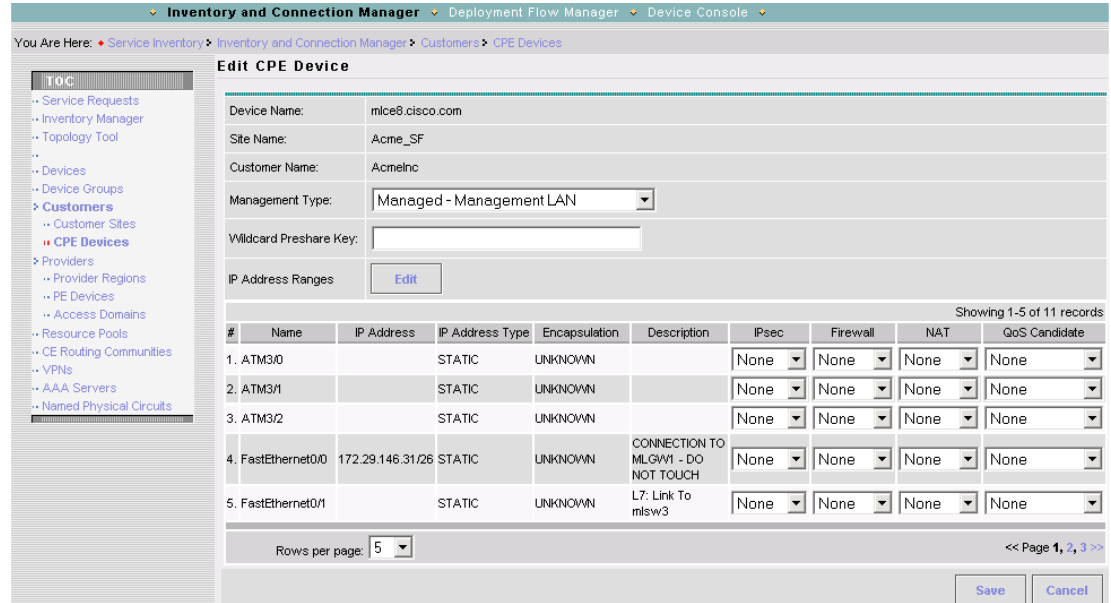 Inventory and Connection Manager Deployment Flow Manager Device Console
You Are Here: Service Inventory Inventory and Connection Manager Customers CPE Devices
Edit CPE Device
TOC
Service Requests
Inventory Manager
Topology Tool
Devices
Device Groups
Customers
Customer Sites
CPE Devices
Providers
Provider Regions
PE Devices
Access Domains
Resource Pools
CE Routing Communities
VPNs
AAA Servers
Named Physical Circuits
Device Name: mlce8.cisco.com
Site Name: Acme_SF
Customer Name: AcmeInc
Management Type: Managed - Management LAN
Wildcard Preshare Key:
IP Address Ranges Edit
Showing 1-5 of 11 records
# Name IP Address IP Address Type Encapsulation Description IPsec Firewall NAT QoS Candidate
1. ATM3/0 STATIC UNKNOWN None None None None
2. ATM3/1 STATIC UNKNOWN None None None None
3. ATM3/2 STATIC UNKNOWN None None None None
4. FastEthernet0/0 172.29.146.31/26 STATIC UNKNOWN CONNECTION TO MLGW1 - DO NOT TOUCH None None None None
5. FastEthernet0/1 STATIC UNKNOWN L7: Link To mlsw3 None None None None
Rows per page: 5
<< Page 1, 2, 3 >>
Save Cancel